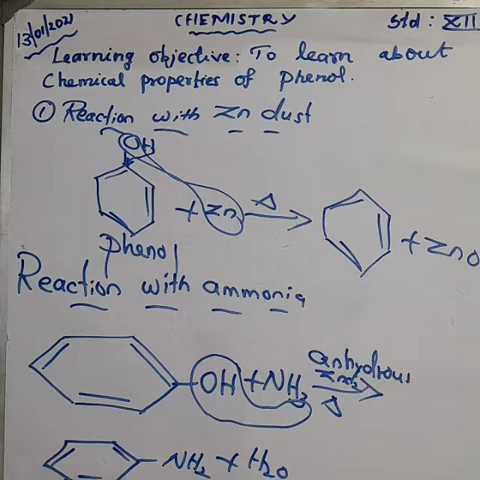 13/01/2021 CHEMISTRY Std : XII
Learning objective: To learn about
Chemical properties of phenol.
① Reaction with Zn dust
OH
+ Zn Δ + ZnO
phenol
Reaction with ammonia
anhydrous
OH + NH3
Δ
NH2 + H2O